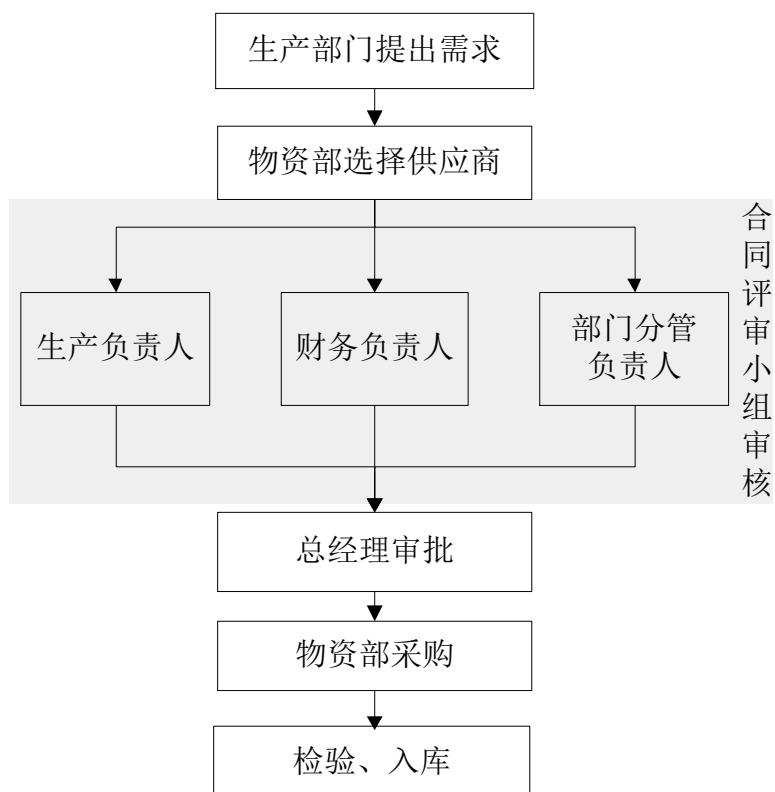 生产部门提出需求
物资部选择供应商
合同评审小组审核
生产负责人
财务负责人
部门分管
负责人
总经理审批
物资部采购
检验、入库